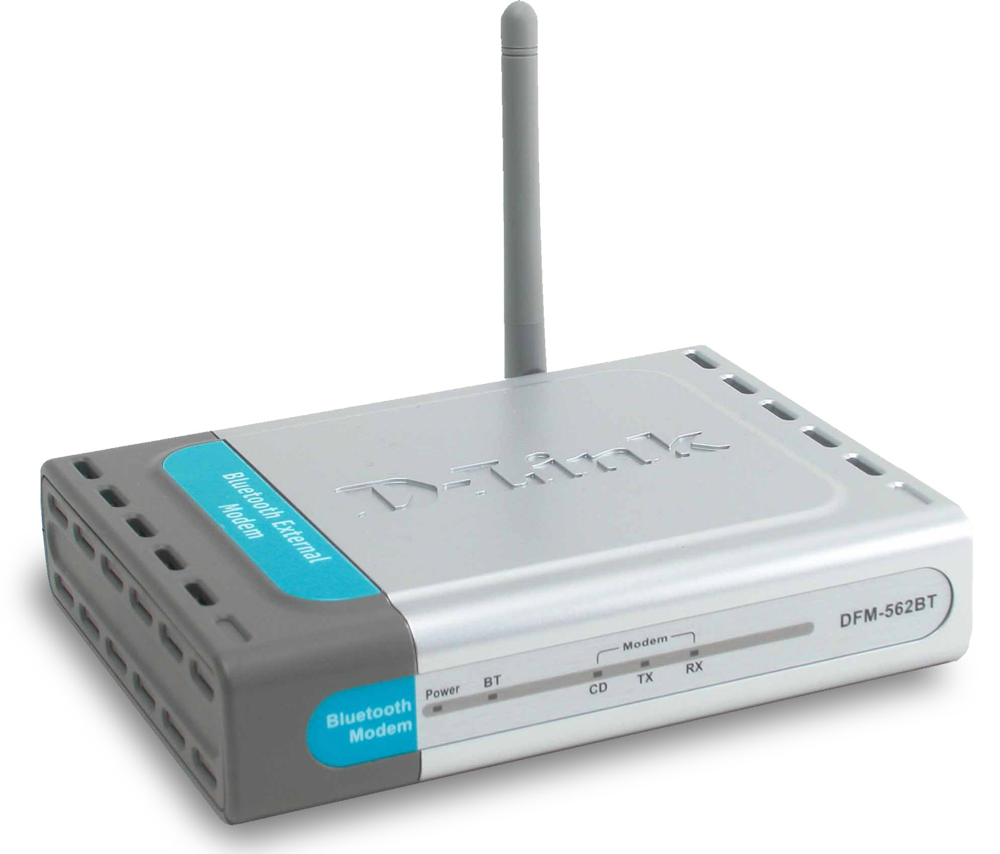 D-Link
Bluetooth External
Modem
DFM-562BT
Modem
Power
BT
CD
TX
RX
Bluetooth
Modem